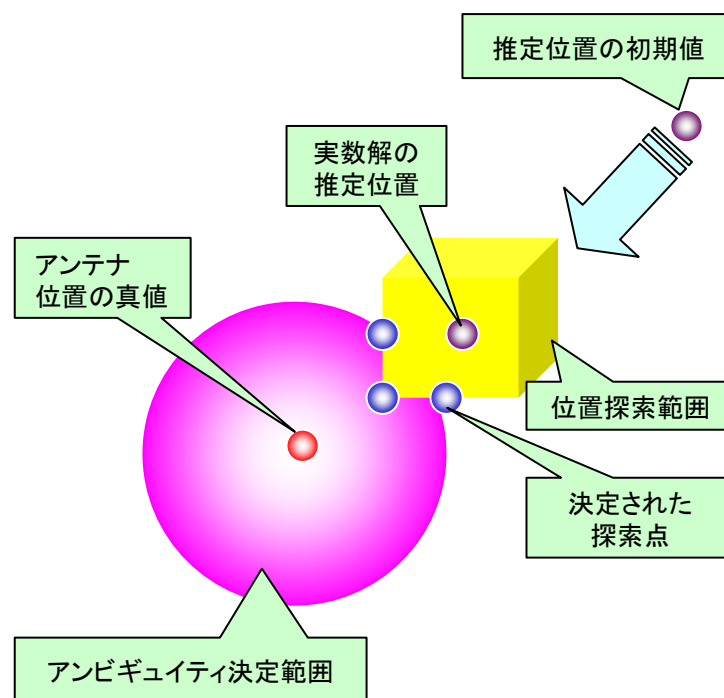 推定位置の初期値
実数解の
推定位置
アンテナ
位置の真値
位置探索範囲
決定された
探索点
アンビギュイティ決定範囲